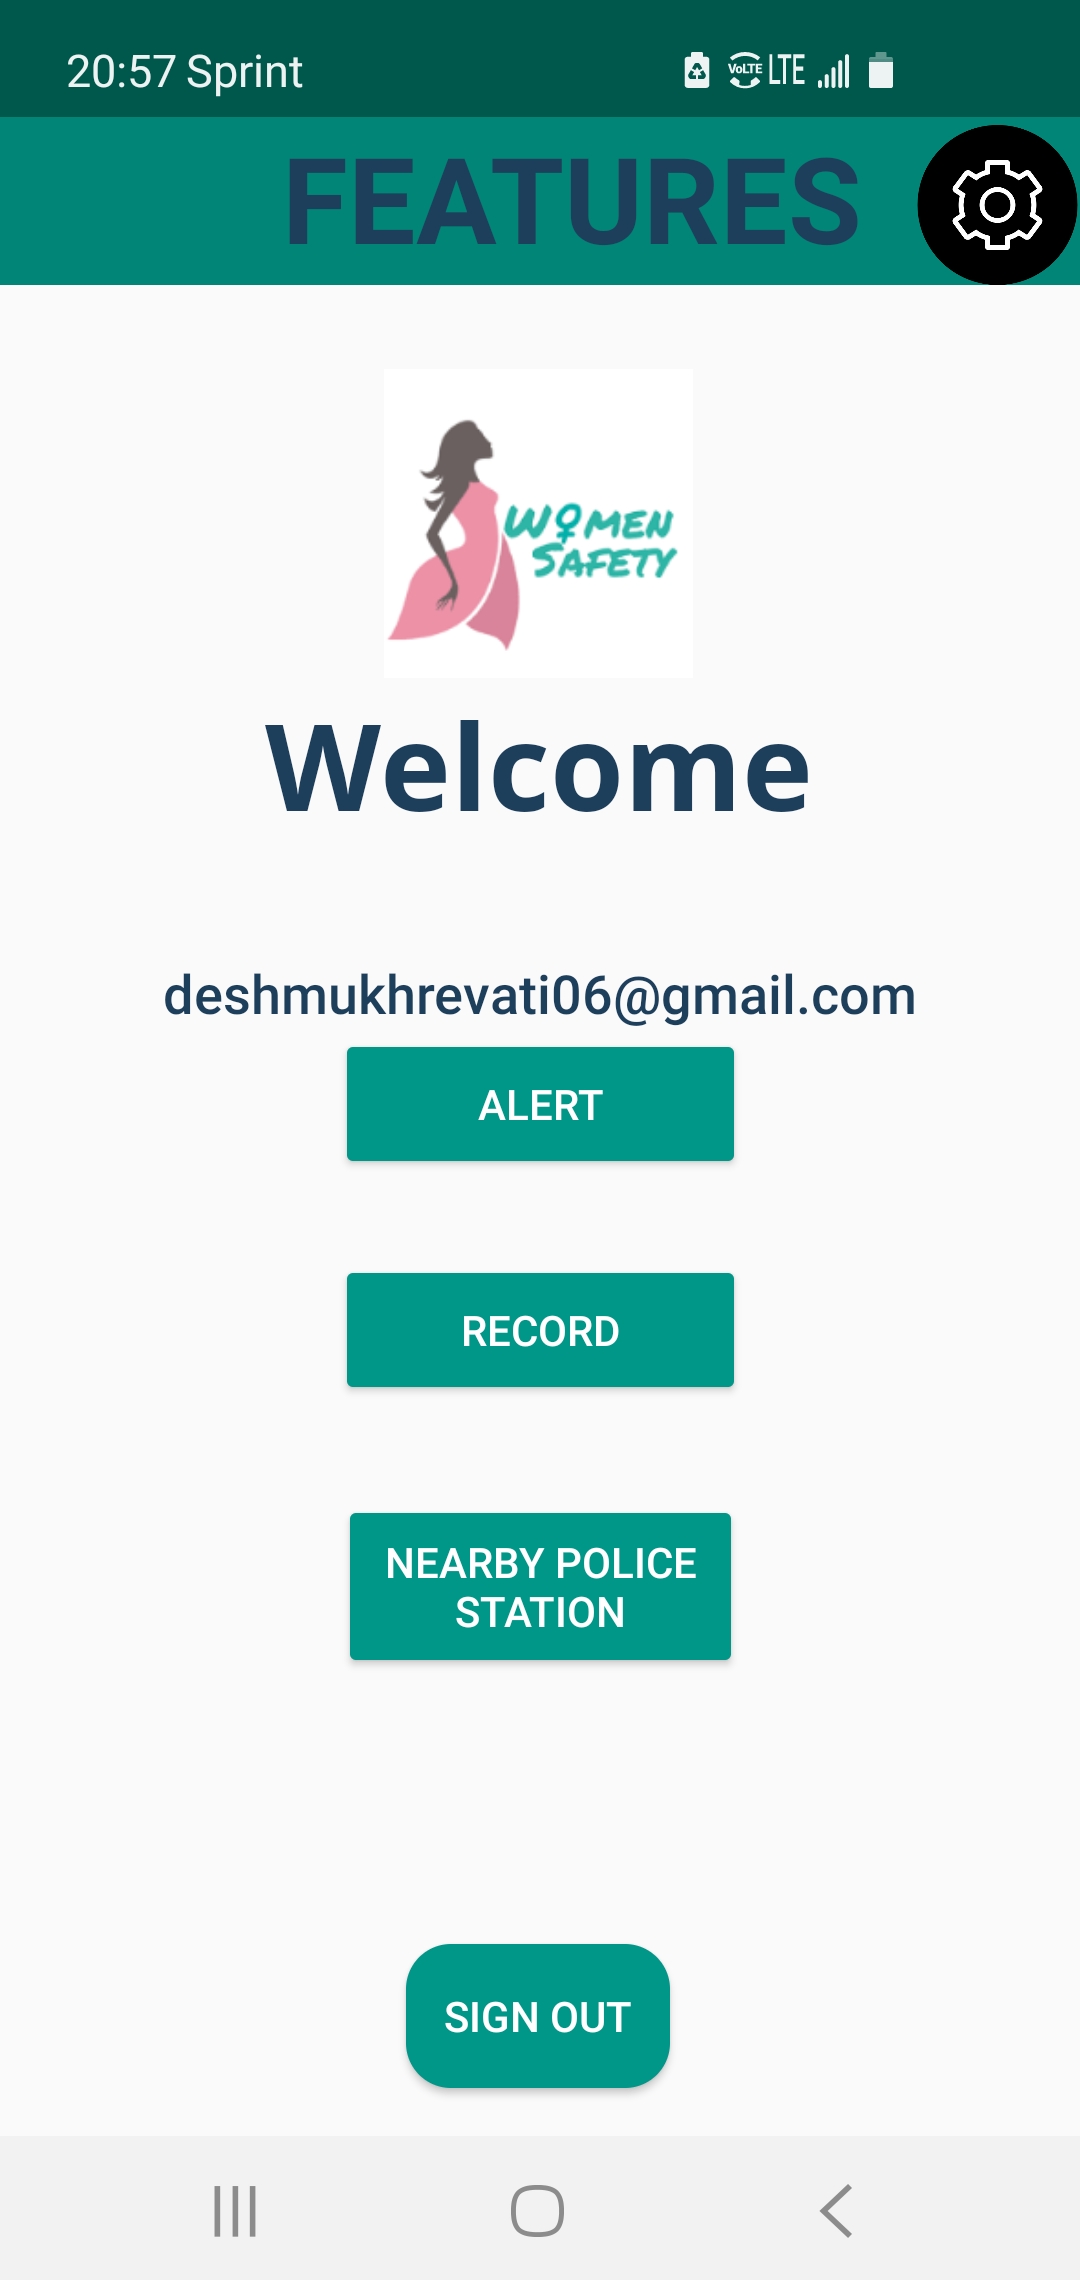 20:57 Sprint VoLTE LTE
FEATURES
WOMEN
SAFETY
Welcome
deshmukhrevati06@gmail.com
ALERT
RECORD
NEARBY POLICE
STATION
SIGN OUT